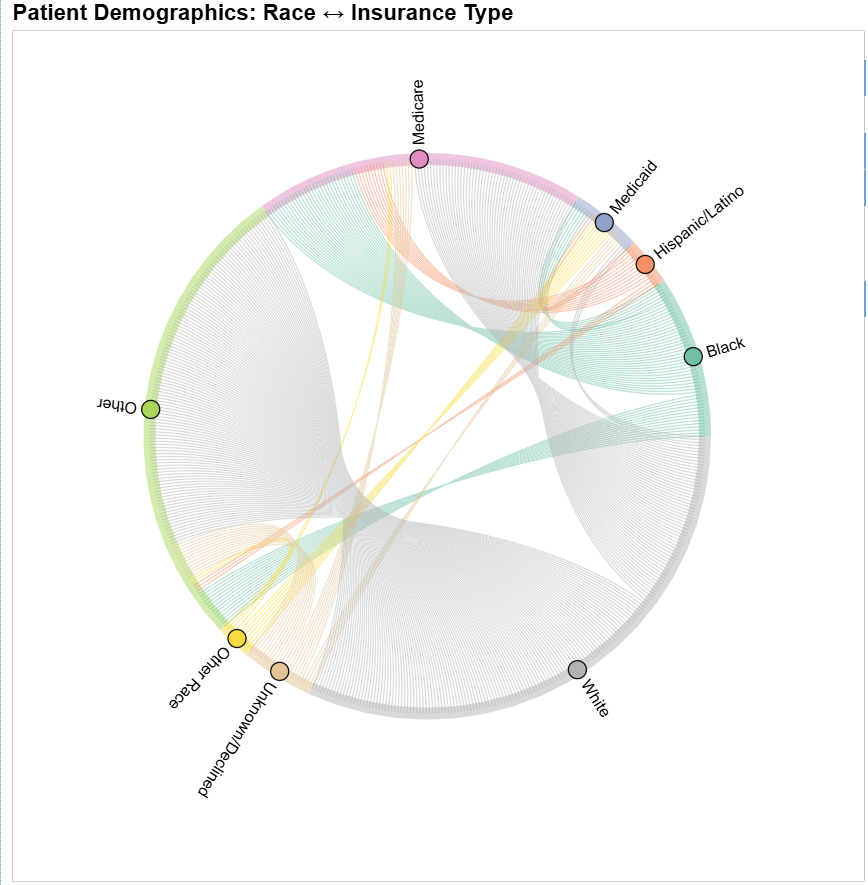 Patient Demographics: Race ↔ Insurance Type
Medicare
Medicaid
Hispanic/Latino
Black
Other
Other Race
Unknown/Declined
White